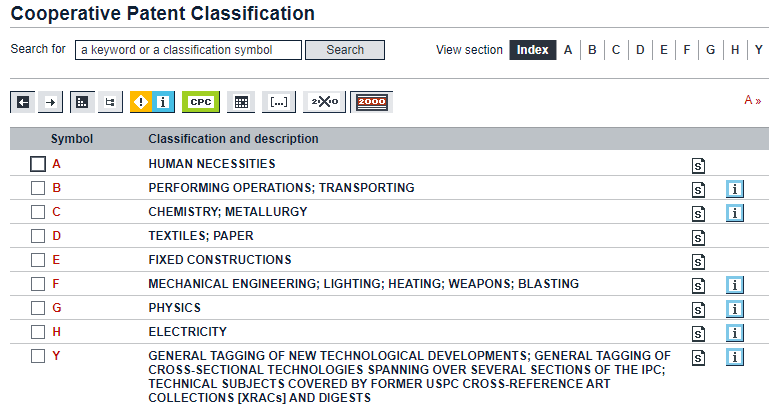 Cooperative Patent Classification
Search for a keyword or a classification symbol Search View section Index A B C D E F G H Y
CPC [...] 2000 A »
Symbol Classification and description
A HUMAN NECESSITIES S
B PERFORMING OPERATIONS; TRANSPORTING S i
C CHEMISTRY; METALLURGY S i
D TEXTILES; PAPER S
E FIXED CONSTRUCTIONS S
F MECHANICAL ENGINEERING; LIGHTING; HEATING; WEAPONS; BLASTING S i
G PHYSICS S i
H ELECTRICITY S i
Y GENERAL TAGGING OF NEW TECHNOLOGICAL DEVELOPMENTS; GENERAL TAGGING OF S i
CROSS-SECTIONAL TECHNOLOGIES SPANNING OVER SEVERAL SECTIONS OF THE IPC;
TECHNICAL SUBJECTS COVERED BY FORMER USPC CROSS-REFERENCE ART
COLLECTIONS [XRACs] AND DIGESTS